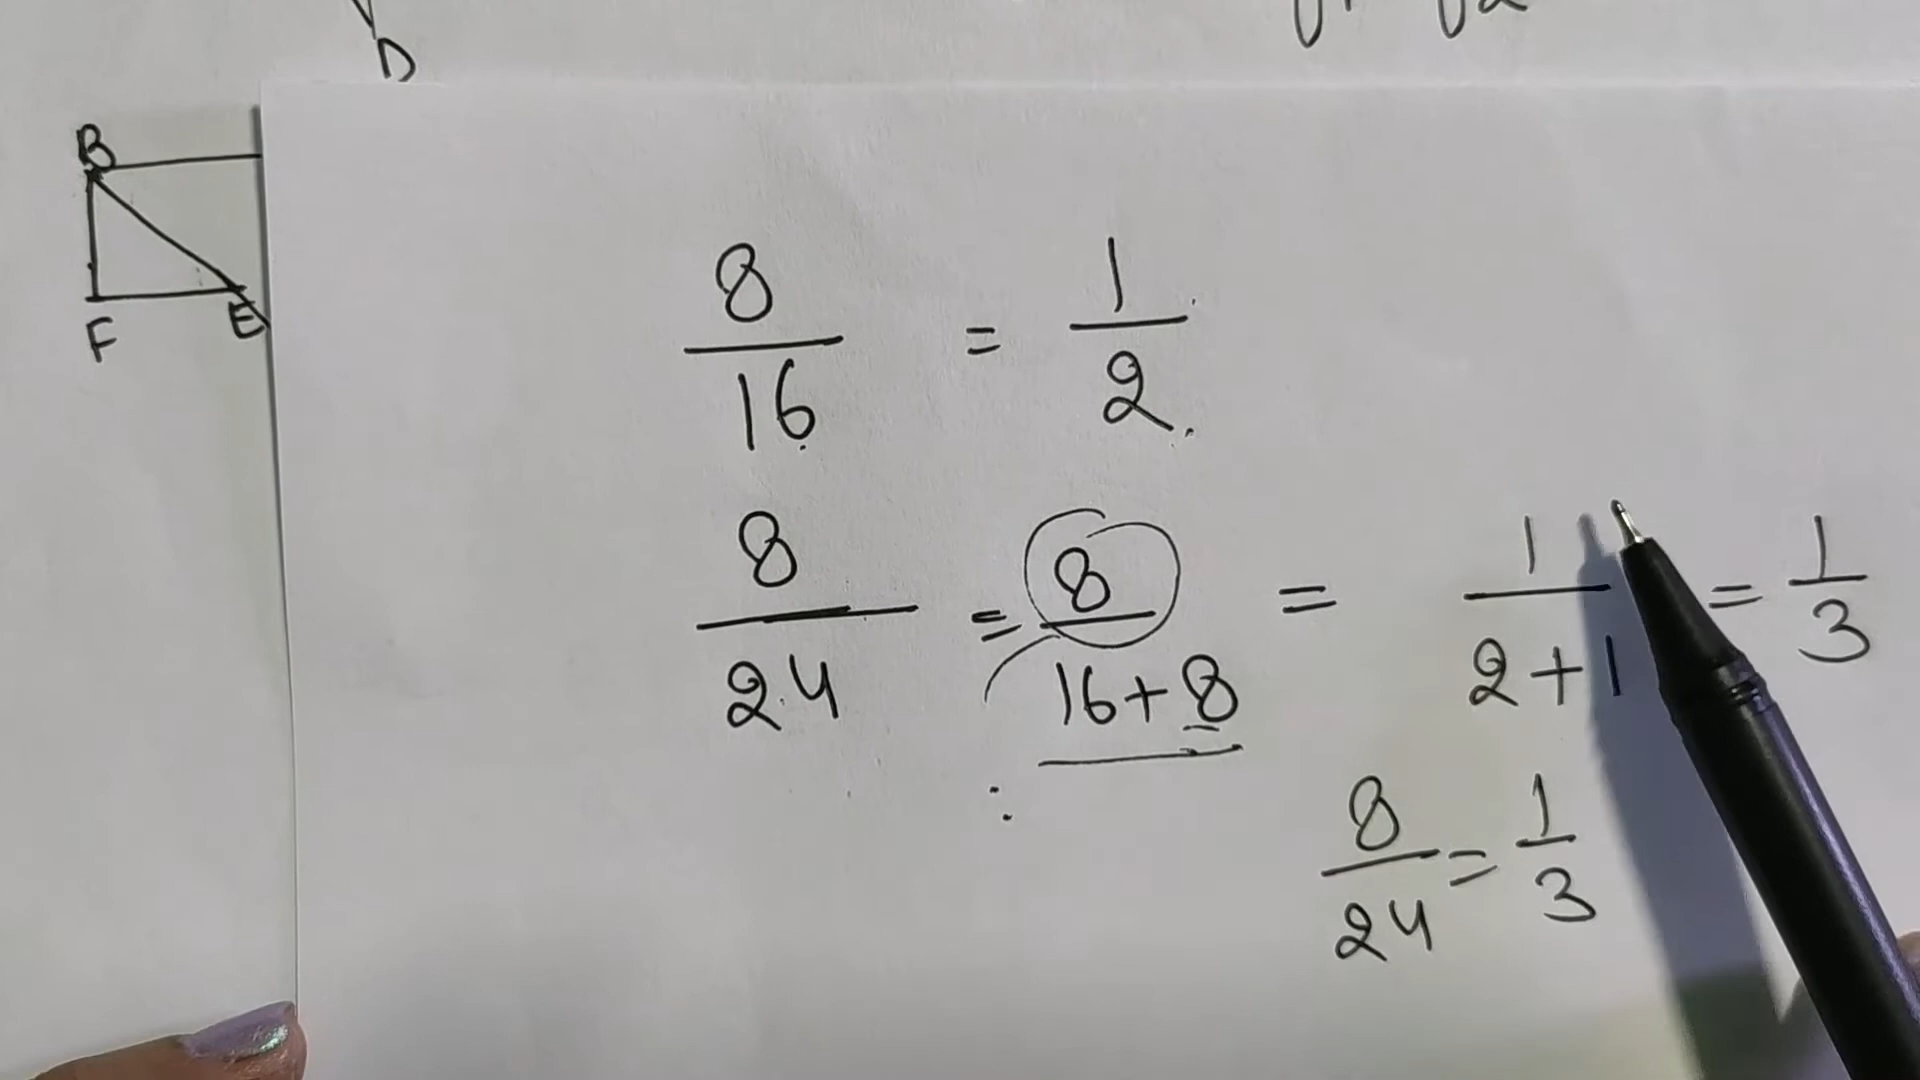 D
B
F E
8/16 = 1/2
8/24 = 8/(16+8) = 1/(2+1) = 1/3
8/24 = 1/3